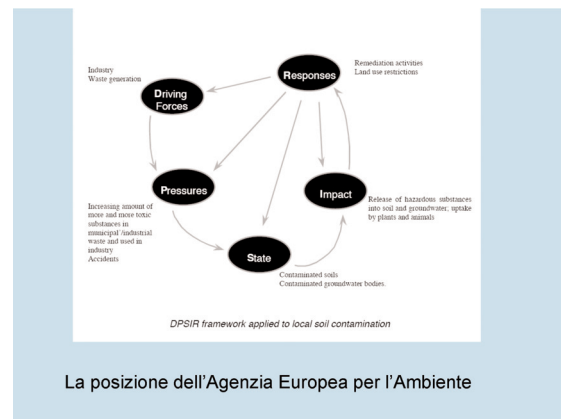 Industry
Waste generation
Driving
Forces
Responses
Remediation activities
Land use restrictions
Pressures
Increasing amount of
more and more toxic
substances in
municipal /industrial
waste and used in
industry
Accidents
Impact
Release of hazardous substances
into soil and groundwater, uptake
by plants and animals
State
Contaminated soils
Contaminated groundwater bodies.
DPSIR framework applied to local soil contamination
La posizione dell’Agenzia Europea per l’Ambiente